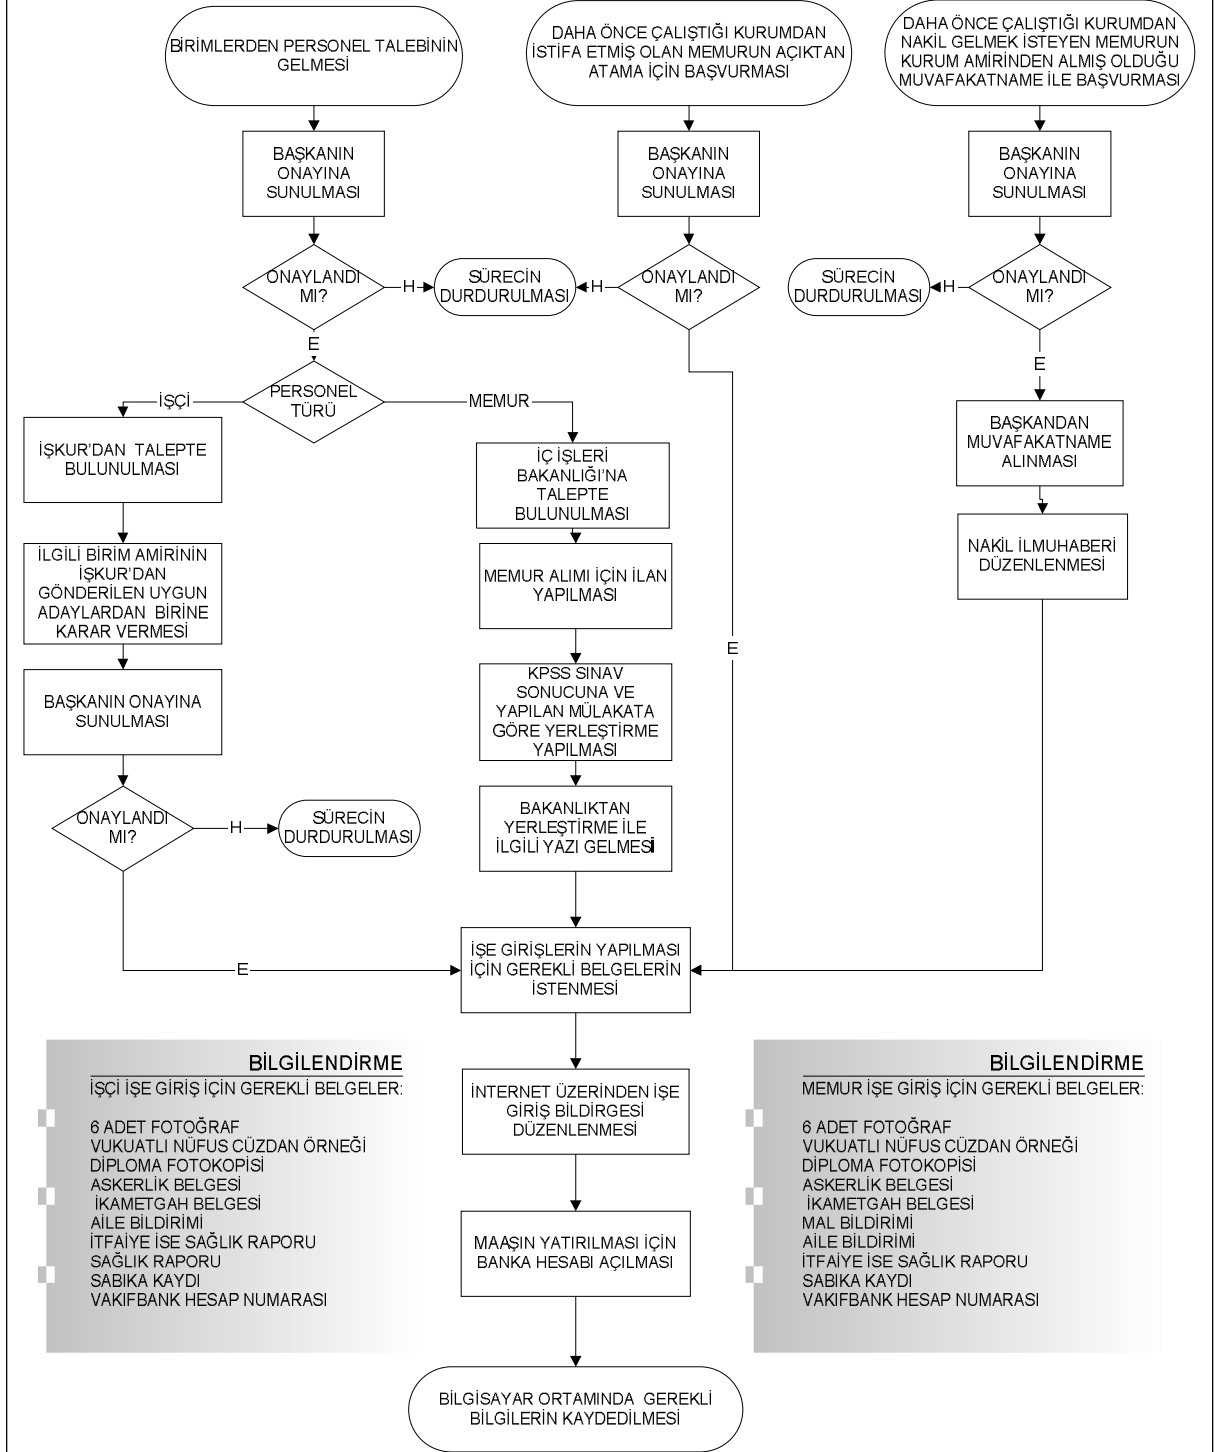 BİRİMLERDEN PERSONEL TALEBİNİN
GELMESİ
DAHA ÖNCE ÇALIŞTIĞI KURUMDAN
İSTİFA ETMİŞ OLAN MEMURUN AÇIKTAN
ATAMA İÇİN BAŞVURMASI
DAHA ÖNCE ÇALIŞTIĞI KURUMDAN
NAKİL GELMEK İSTEYEN MEMURUN
KURUM AMİRİNDEN ALMIŞ OLDUĞU
MUVAFAKATNAME İLE BAŞVURMASI
BAŞKANIN
ONAYINA
SUNULMASI
BAŞKANIN
ONAYINA
SUNULMASI
BAŞKANIN
ONAYINA
SUNULMASI
ONAYLANDI
MI?
H
SÜRECİN
DURDURULMASI
H
ONAYLANDI
MI?
SÜRECİN
DURDURULMASI
H
ONAYLANDI
MI?
E
E
PERSONEL
TÜRÜ
İŞÇİ
MEMUR
İŞKUR'DAN TALEPTE
BULUNULMASI
İÇ İŞLERİ
BAKANLIĞI'NA
TALEPTE
BULUNULMASI
BAŞKANDAN
MUVAFAKATNAME
ALINMASI
İLGİLİ BİRİM AMİRİNİN
İŞKUR'DAN
GÖNDERİLEN UYGUN
ADAYLARDAN BİRİNE
KARAR VERMESİ
MEMUR ALIMI İÇİN İLAN
YAPILMASI
NAKİL İLMUHABERİ
DÜZENLENMESİ
E
BAŞKANIN ONAYINA
SUNULMASI
KPSS SINAV
SONUCUNA VE
YAPILAN MÜLAKATA
GÖRE YERLEŞTİRME
YAPILMASI
ONAYLANDI
MI?
H
SÜRECİN
DURDURULMASI
BAKANLIKTAN
YERLEŞTİRME İLE
İLGİLİ YAZI GELMESİ
E
İŞE GİRİŞLERİN YAPILMASI
İÇİN GEREKLİ BELGELERİN
İSTENMESİ
BİLGİLENDİRME
İŞÇİ İŞE GİRİŞ İÇİN GEREKLİ BELGELER:
6 ADET FOTOĞRAF
VUKUATLI NÜFUS CÜZDAN ÖRNEĞİ
DİPLOMA FOTOKOPİSİ
ASKERLİK BELGESİ
İKAMETGAH BELGESİ
AİLE BİLDİRİMİ
İTFAİYE İSE SAĞLIK RAPORU
SAĞLIK RAPORU
SABIKA KAYDI
VAKIFBANK HESAP NUMARASI
İNTERNET ÜZERİNDEN İŞE
GİRİŞ BİLDİRGESİ
DÜZENLENMESİ
MAAŞIN YATIRILMASI İÇİN
BANKA HESABI AÇILMASI
BİLGİLENDİRME
MEMUR İŞE GİRİŞ İÇİN GEREKLİ BELGELER:
6 ADET FOTOĞRAF
VUKUATLI NÜFUS CÜZDAN ÖRNEĞİ
DİPLOMA FOTOKOPİSİ
ASKERLİK BELGESİ
İKAMETGAH BELGESİ
MAL BİLDİRİMİ
AİLE BİLDİRİMİ
İTFAİYE İSE SAĞLIK RAPORU
SABIKA KAYDI
VAKIFBANK HESAP NUMARASI
BİLGİSAYAR ORTAMINDA GEREKLİ
BİLGİLERİN KAYDEDİLMESİ